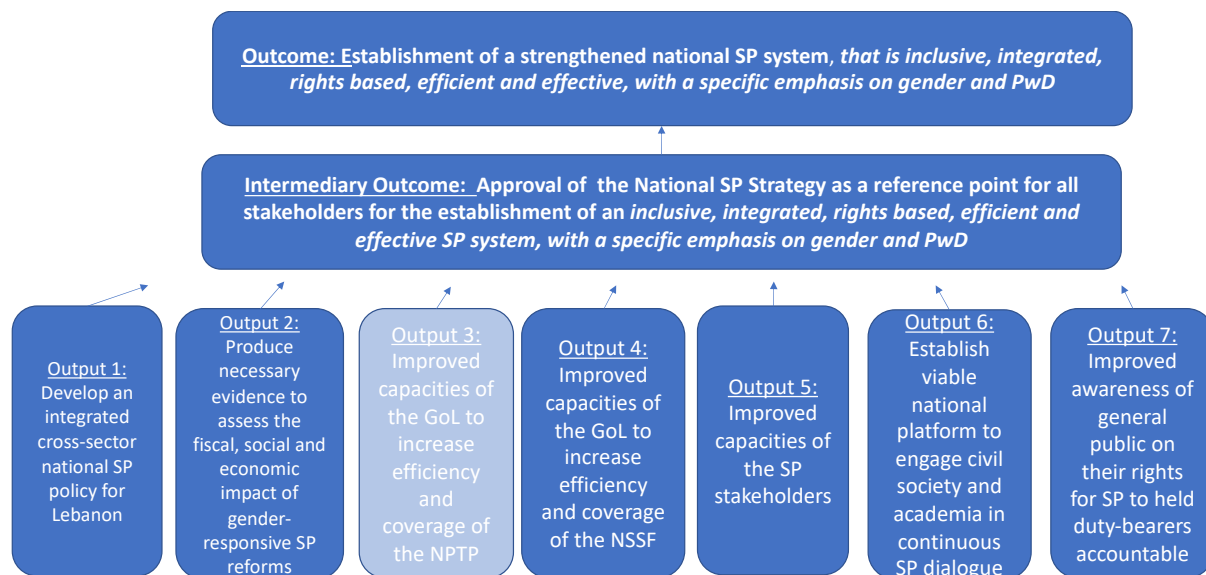 Outcome: Establishment of a strengthened national SP system, that is inclusive, integrated,
rights based, efficient and effective, with a specific emphasis on gender and PwD
Intermediary Outcome: Approval of the National SP Strategy as a reference point for all
stakeholders for the establishment of an inclusive, integrated, rights based, efficient and
effective SP system, with a specific emphasis on gender and PwD
Output 1:
Develop an
integrated
cross-sector
national SP
policy for
Lebanon
Output 2:
Produce
necessary
evidence to
assess the
fiscal, social and
economic
impact of
gender-
responsive SP
reforms
Output 3:
Improved
capacities of
the GoL to
increase
efficiency
and
coverage of
the NPTP
Output 4:
Improved
capacities of
the GoL to
increase
efficiency
and coverage
of the NSSF
Output 5:
Improved
capacities of
the SP
stakeholders
Output 6:
Establish
viable
national
platform to
engage civil
society and
academia in
continuous
SP dialogue
Output 7:
Improved
awareness of
general
public on
their rights
for SP to held
duty-bearers
accountable